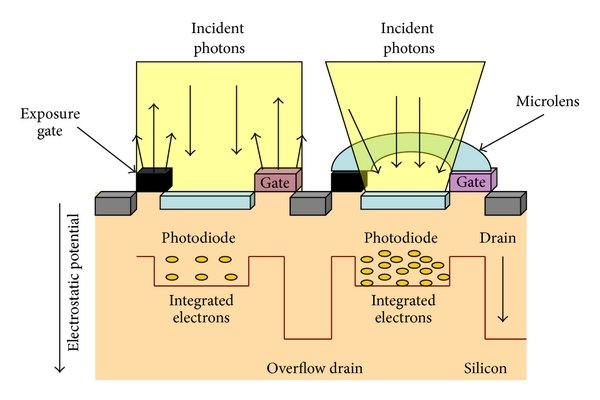 Incident
photons
Incident
photons
Exposure
gate
Microlens
Gate
Gate
Electrostatic potential
Photodiode
Photodiode
Drain
Integrated
electrons
Integrated
electrons
Overflow drain
Silicon